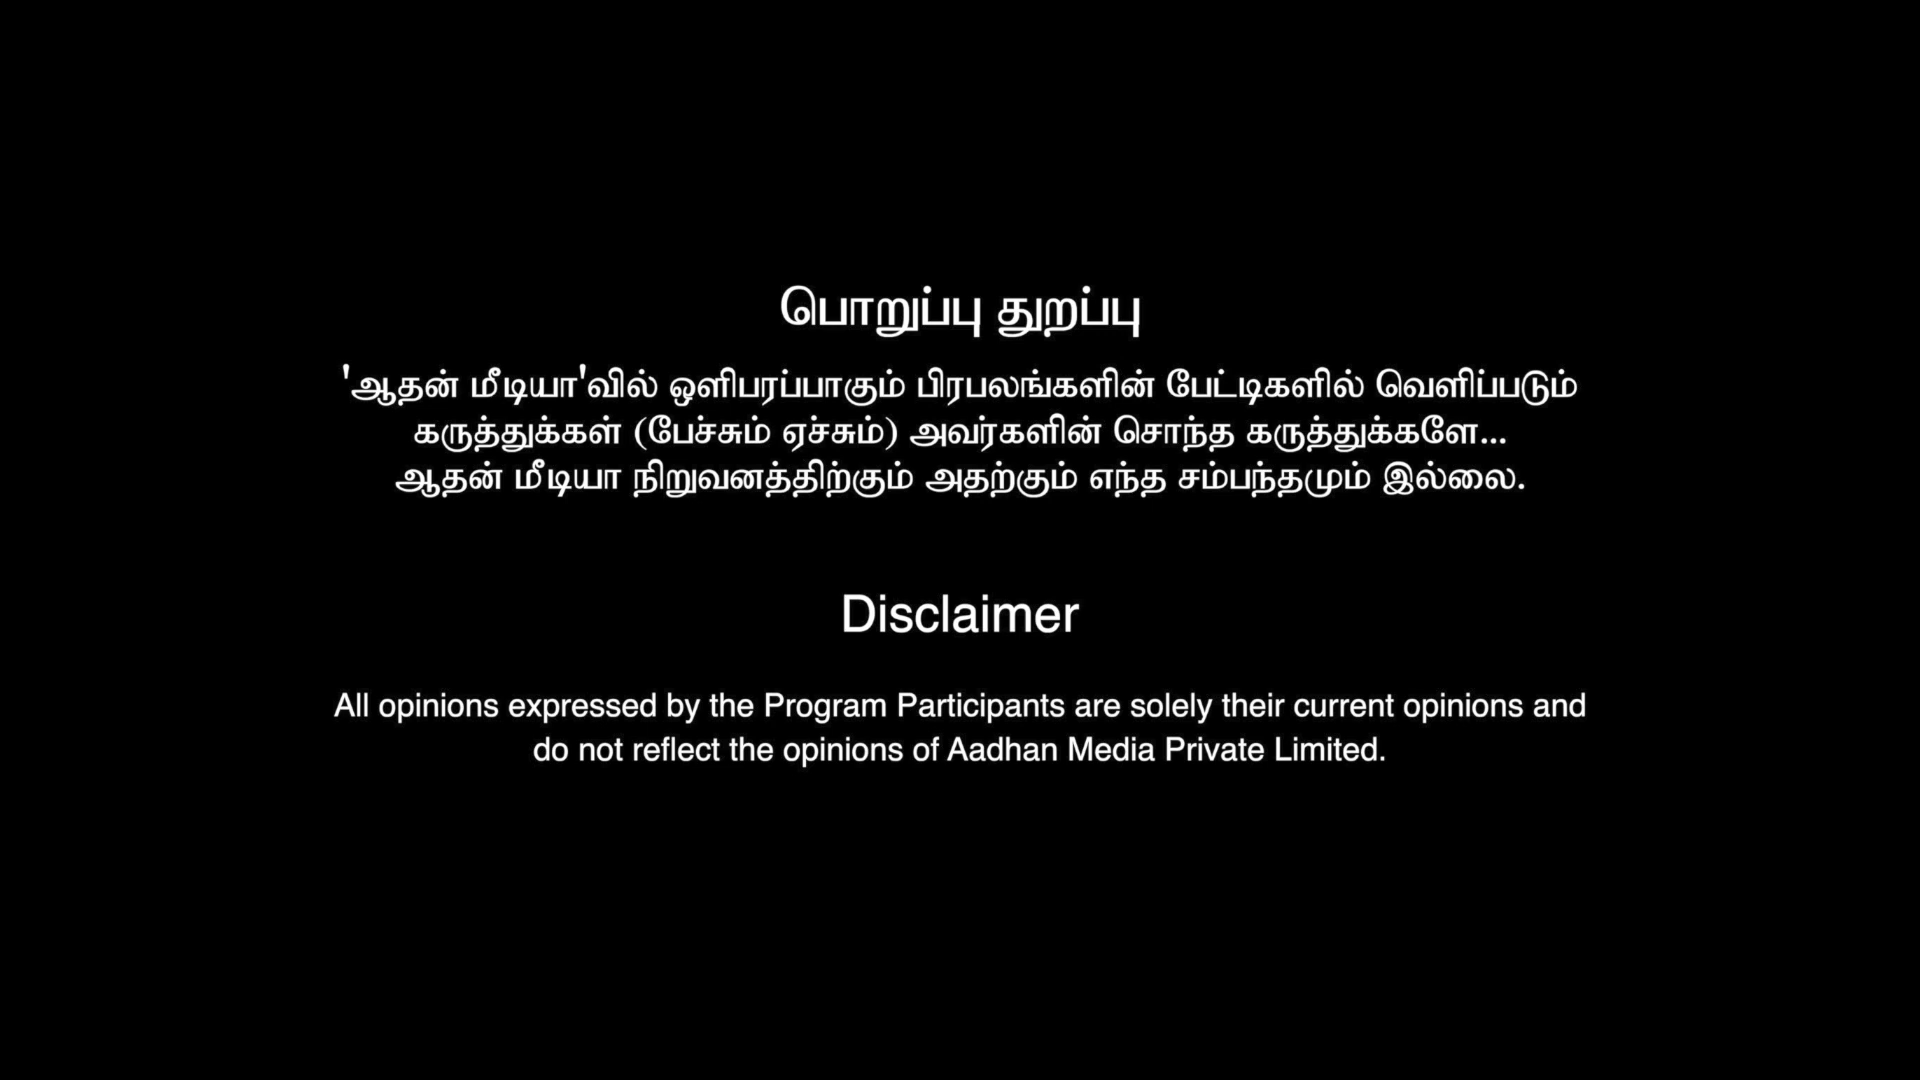 பொறுப்பு துறப்பு
'ஆதன் மீடியா'வில் ஒளிபரப்பாகும் பிரபலங்களின் பேட்டிகளில் வெளிப்படும்
கருத்துக்கள் (பேச்சும் ஏச்சும்) அவர்களின் சொந்த கருத்துக்களே...
ஆதன் மீடியா நிறுவனத்திற்கும் அதற்கும் எந்த சம்பந்தமும் இல்லை.
Disclaimer
All opinions expressed by the Program Participants are solely their current opinions and
do not reflect the opinions of Aadhan Media Private Limited.